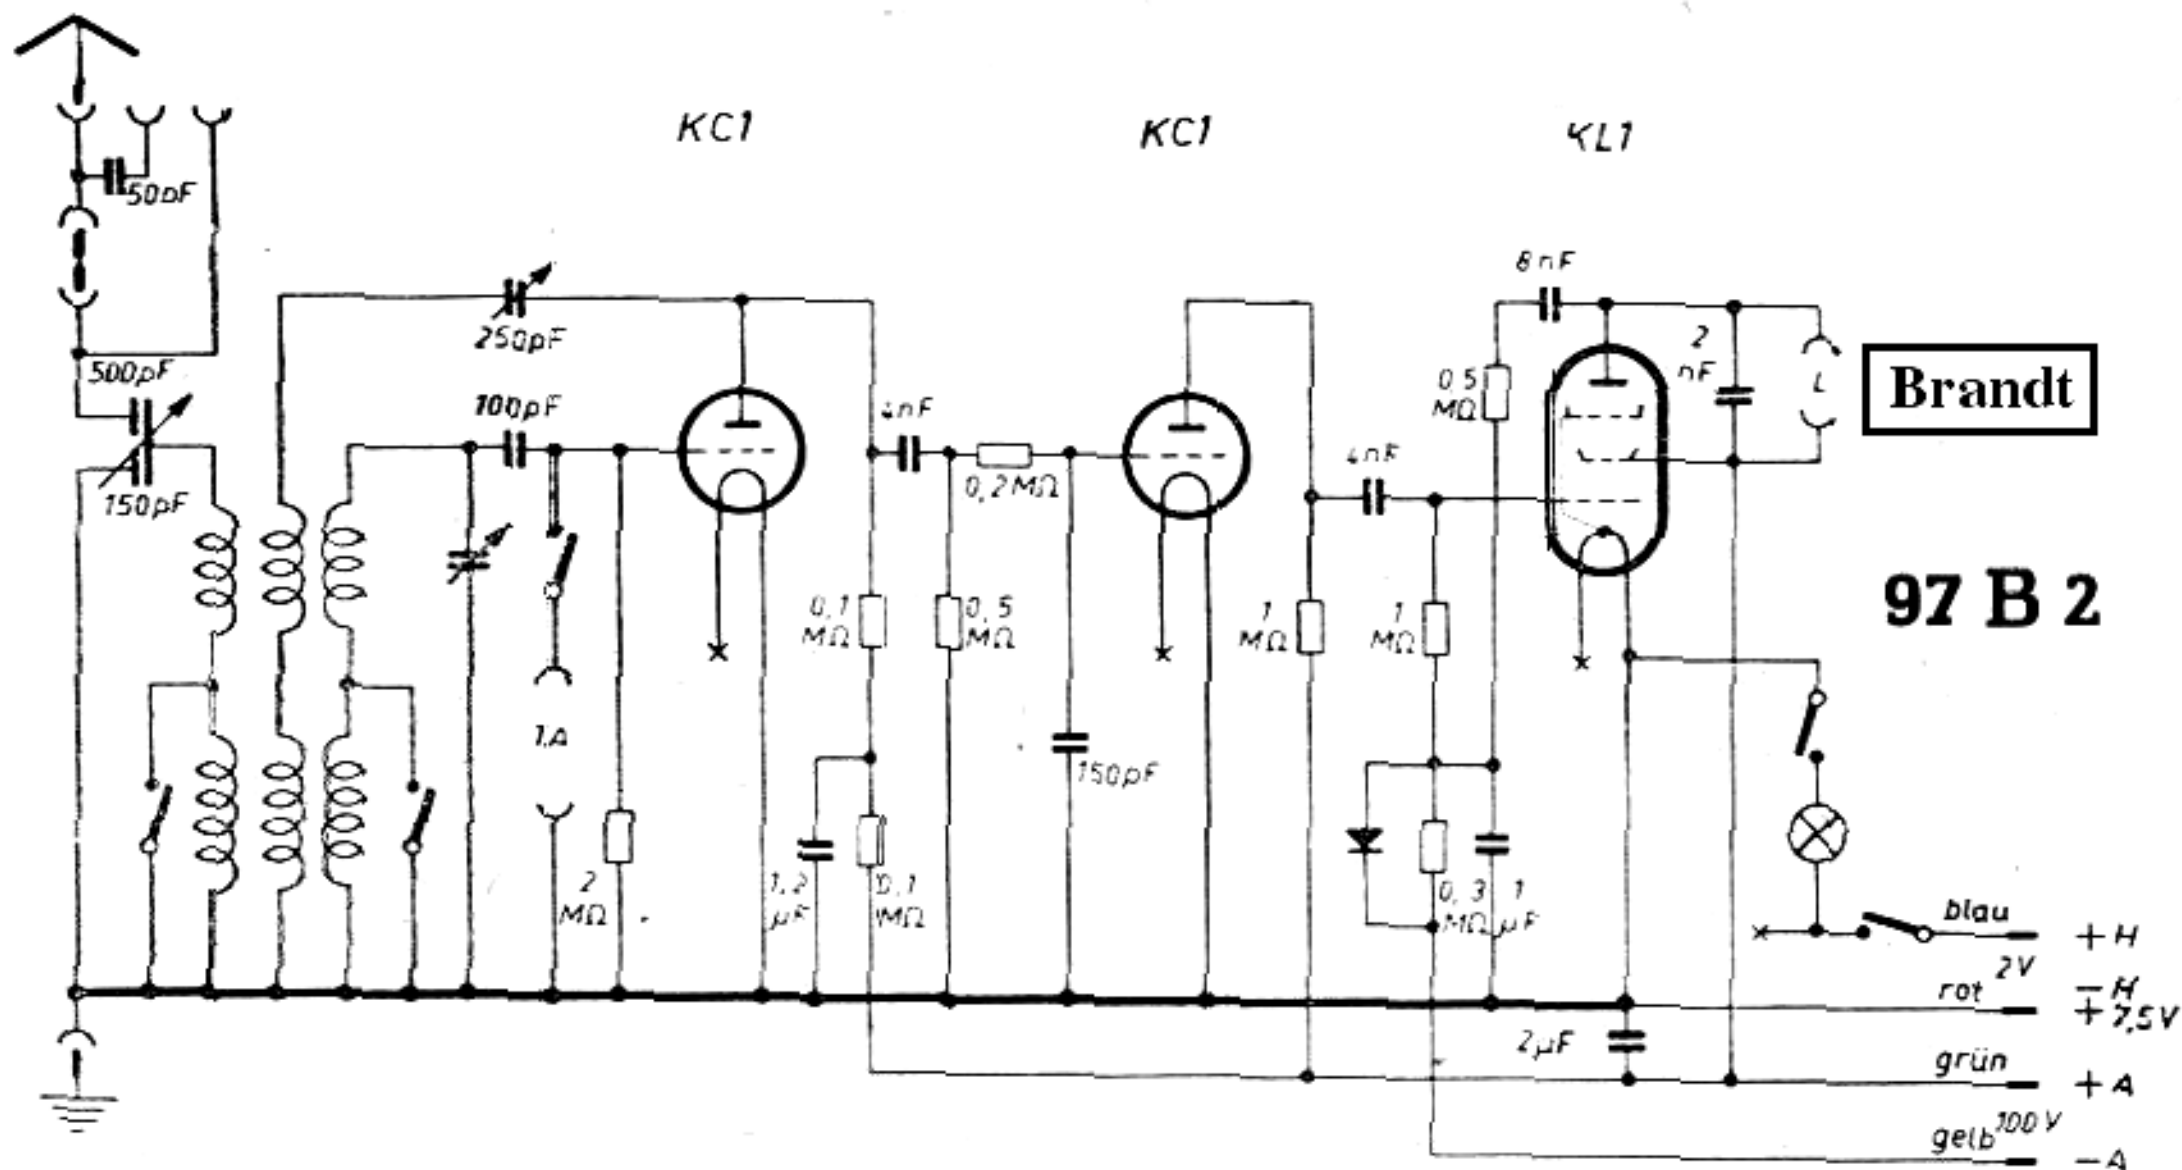 KC1
KC1
KL1
50pF
8nF
250pF
2
nF
500pF
0,5
MΩ
L
Brandt
100pF
4nF
4nF
150pF
0,2MΩ
97 B 2
0,1
MΩ
0,5
MΩ
1
MΩ
1
MΩ
TA
150pF
2
MΩ
1,2
µF
0,1
MΩ
0,3
MΩ
1
µF
blau
+H
2V
rot
-H
+7,5V
2µF
grün
+A
100V
gelb
-A